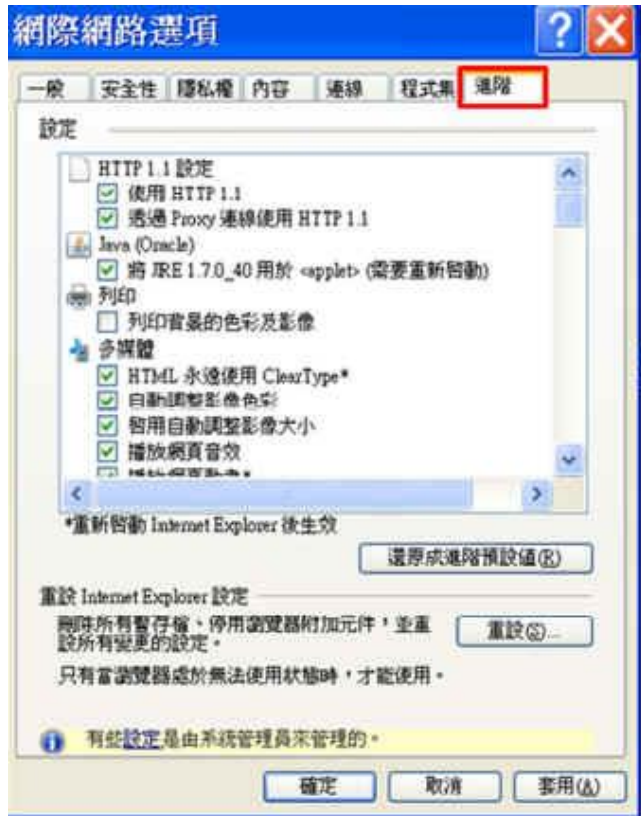 網際網路選項
一般 安全性 隱私權 內容 連線 程式集 進階
設定
HTTP 1.1 設定
使用 HTTP 1.1
透過 Proxy 連線使用 HTTP 1.1
Java (Oracle)
將 JRE 1.7.0_40 用於 <applet> (需要重新啟動)
列印
列印背景的色彩及影像
多媒體
HTML 永遠使用 ClearType*
自動調整影像色彩
啟用自動調整影像大小
播放網頁音效
*重新啟動 Internet Explorer 後生效
還原成進階預設值(R)
重設 Internet Explorer 設定
刪除所有暫存檔、停用瀏覽器附加元件，並重
設所有變更的設定。
重設(S)...
只有當瀏覽器處於無法使用狀態時，才能使用。
有些設定是由系統管理員來管理的。
確定 取消 套用(A)